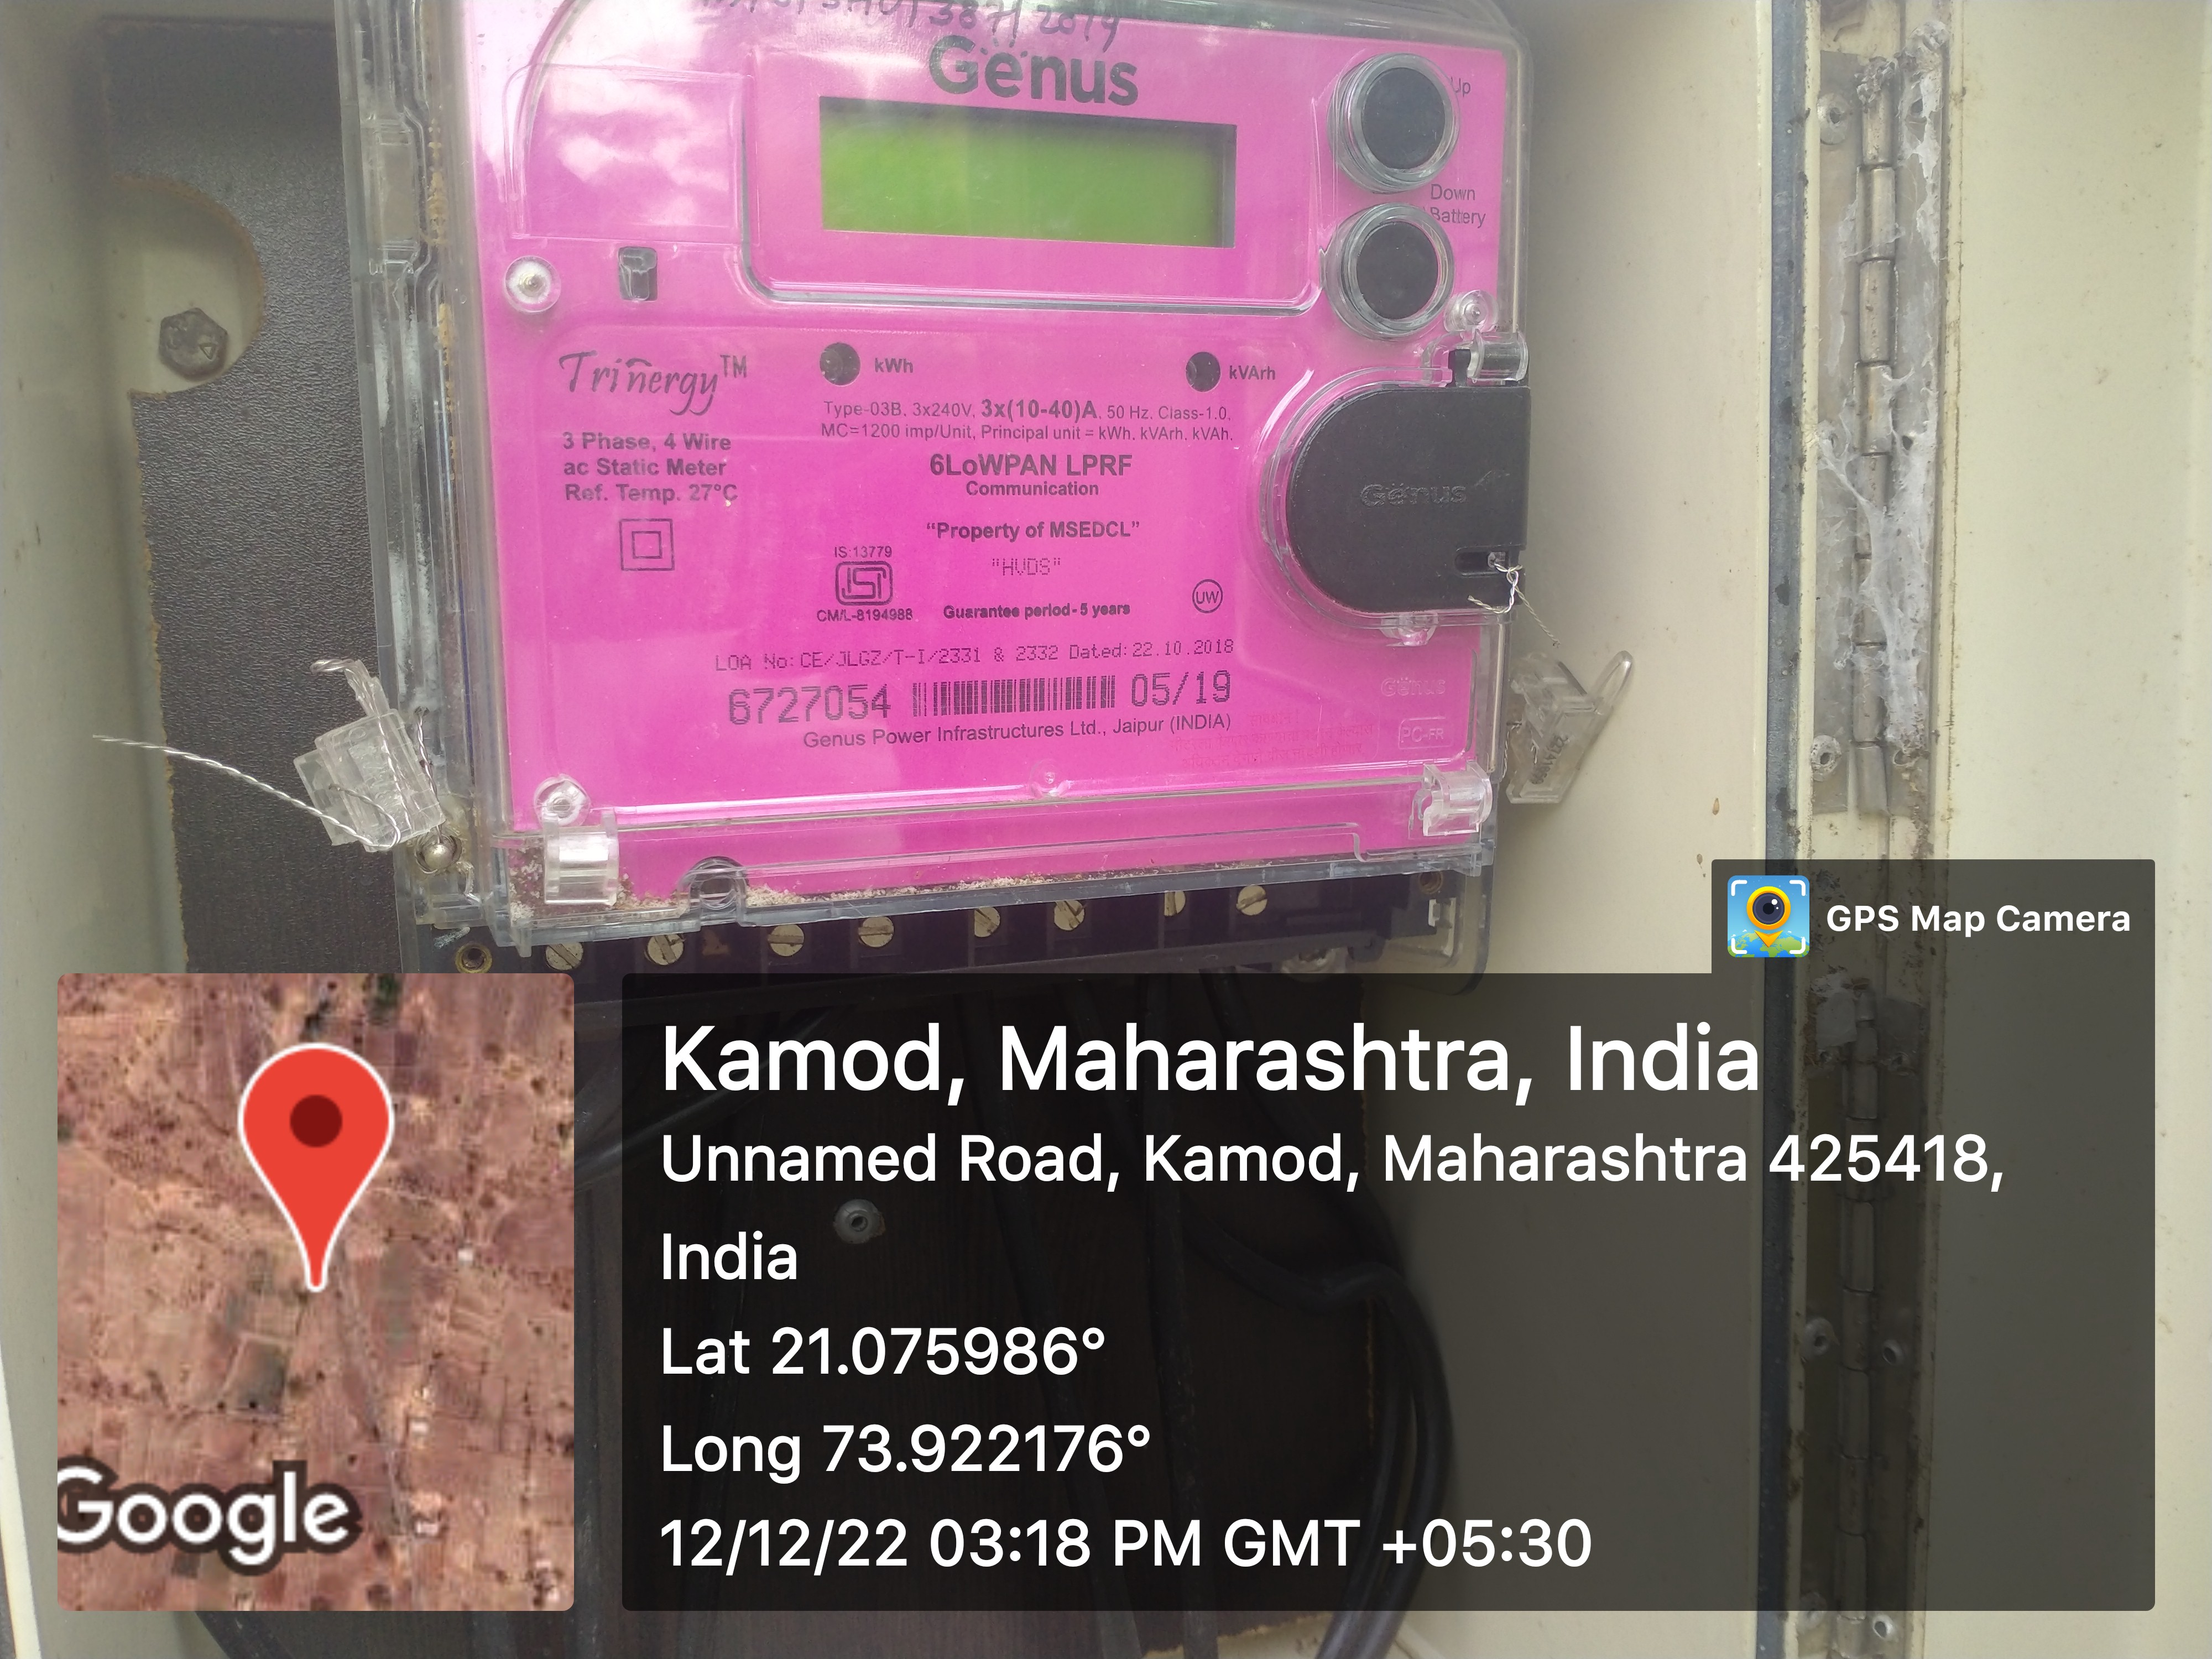 Genus
Up
Down
Battery
Trinergy™
kWh
kVArh
3 Phase, 4 Wire
ac Static Meter
Ref. Temp. 27°C
Type-03B, 3x240V, 3x(10-40)A, 50 Hz, Class-1.0,
MC=1200 imp/Unit, Principal unit = kWh, kVArh, kVAh,
6LoWPAN LPRF
Communication
Genus
"Property of MSEDCL"
IS:13779
"HVDS"
CM/L-8194988
Guarantee period - 5 years
UW
LOA No:CE/JLGZ/T-I/2331 & 2332 Dated:22.10.2018
6727054
05/19
Genus Power Infrastructures Ltd., Jaipur (INDIA)
Genus
PC-FR
GPS Map Camera
Kamod, Maharashtra, India
Unnamed Road, Kamod, Maharashtra 425418,
India
Lat 21.075986°
Long 73.922176°
12/12/22 03:18 PM GMT +05:30
Google